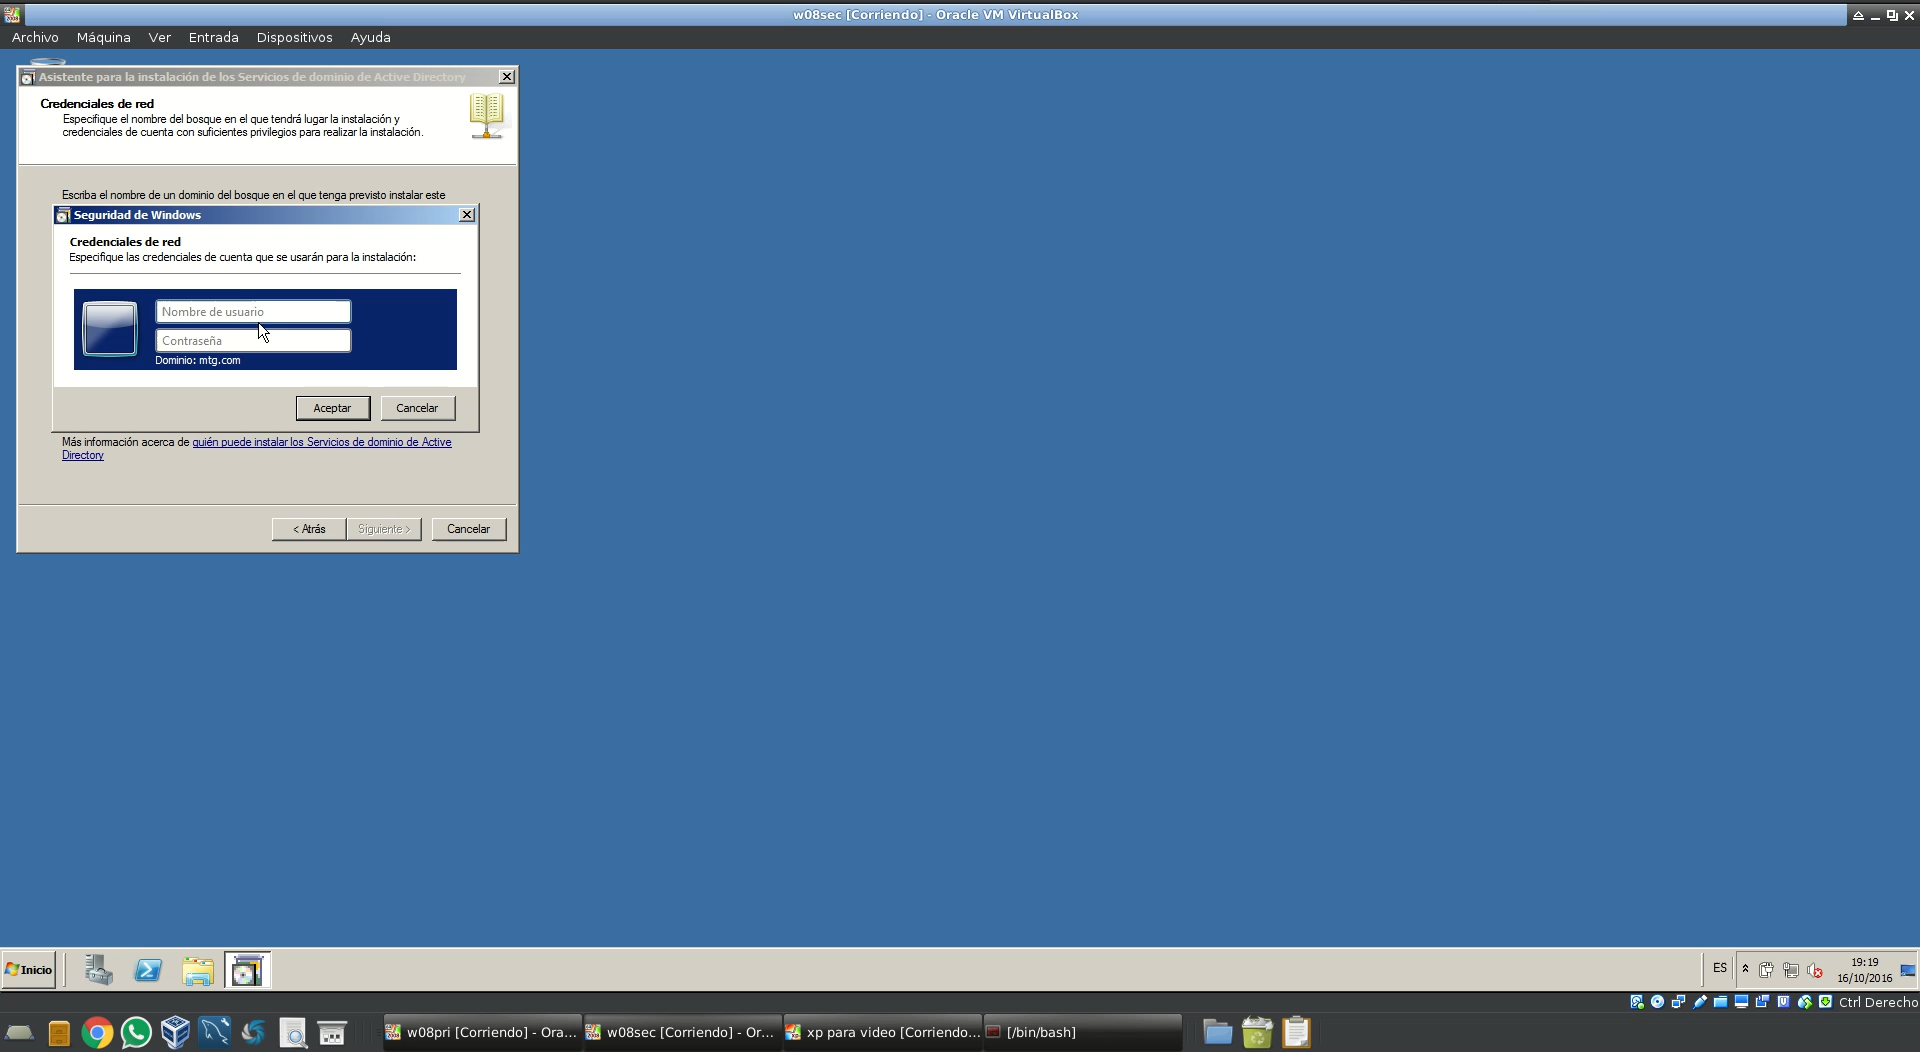 w08sec [Corriendo] - Oracle VM VirtualBox
Archivo Máquina Ver Entrada Dispositivos Ayuda
Asistente para la instalación de los Servicios de dominio de Active Directory
Credenciales de red
Especifique el nombre del bosque en el que tendrá lugar la instalación y
credenciales de cuenta con suficientes privilegios para realizar la instalación.
Escriba el nombre de un dominio del bosque en el que tenga previsto instalar este
Seguridad de Windows
Credenciales de red
Especifique las credenciales de cuenta que se usarán para la instalación:
Nombre de usuario
Contraseña
Dominio: mtg.com
Aceptar Cancelar
Más información acerca de quién puede instalar los Servicios de dominio de Active
Directory
< Atrás Siguiente > Cancelar
Inicio
ES
19:19
16/10/2016
Ctrl Derecho
w08pri [Corriendo] - Ora... w08sec [Corriendo] - Or... xp para video [Corriendo... [/bin/bash]